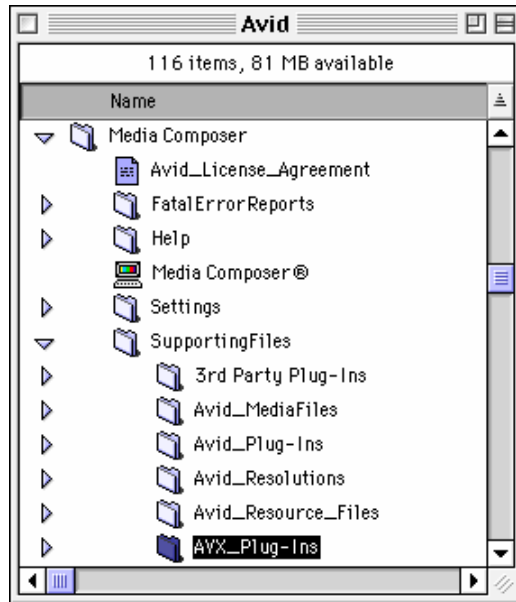 Avid
116 items, 81 MB available
Name
Media Composer
Avid_License_Agreement
FatalErrorReports
Help
Media Composer®
Settings
SupportingFiles
3rd Party Plug-Ins
Avid_MediaFiles
Avid_Plug-Ins
Avid_Resolutions
Avid_Resource_Files
AVX_Plug-Ins